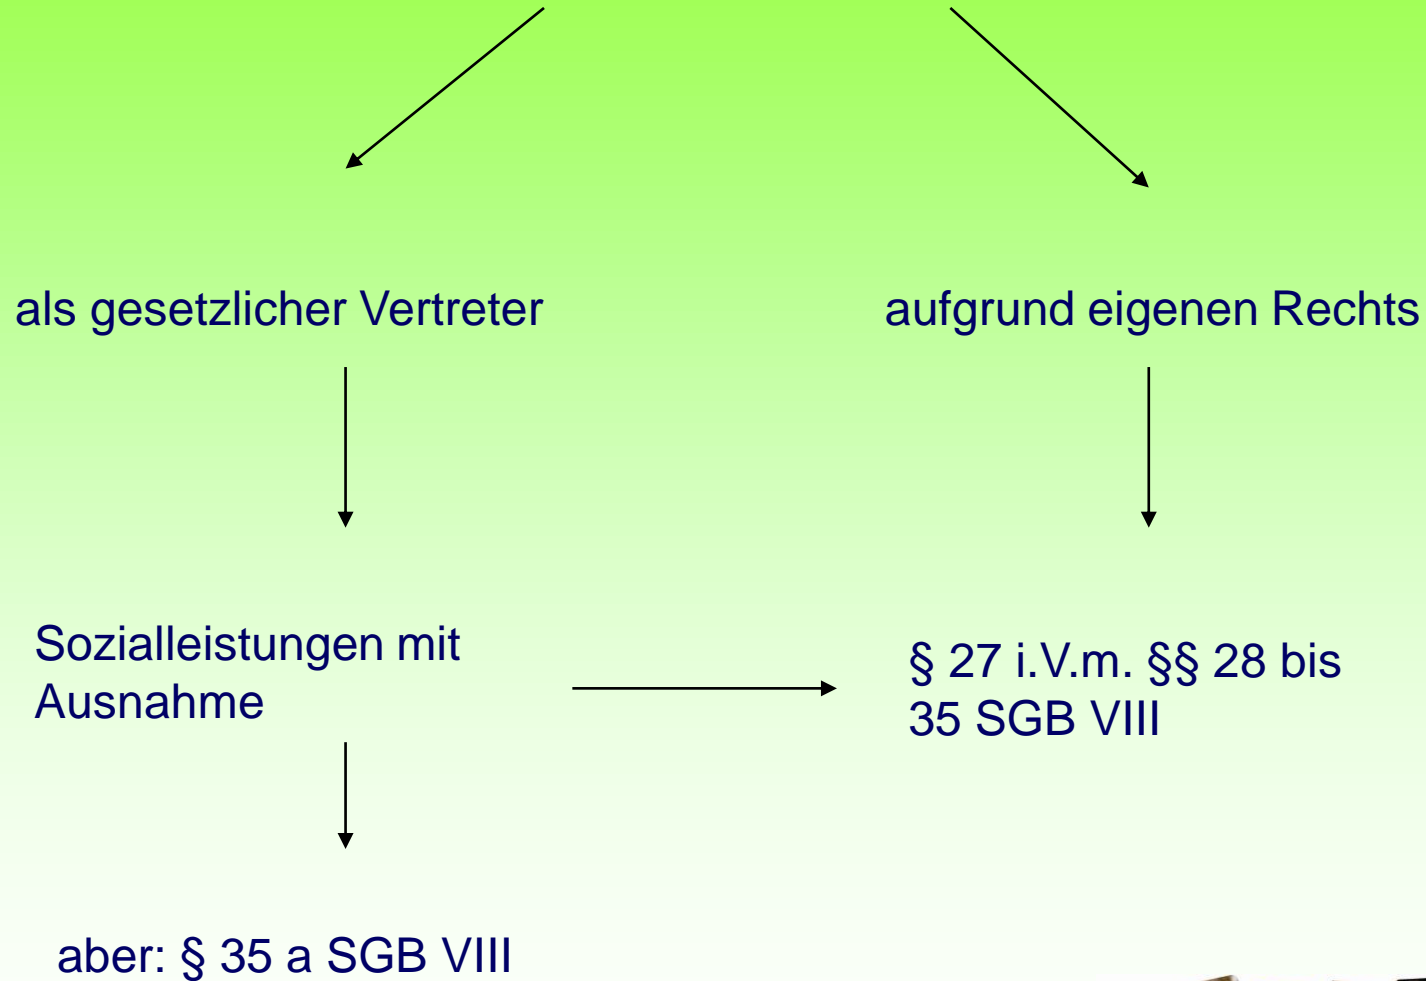 als gesetzlicher Vertreter
aufgrund eigenen Rechts
Sozialleistungen mit
Ausnahme
§ 27 i.V.m. §§ 28 bis
35 SGB VIII
aber: § 35 a SGB VIII